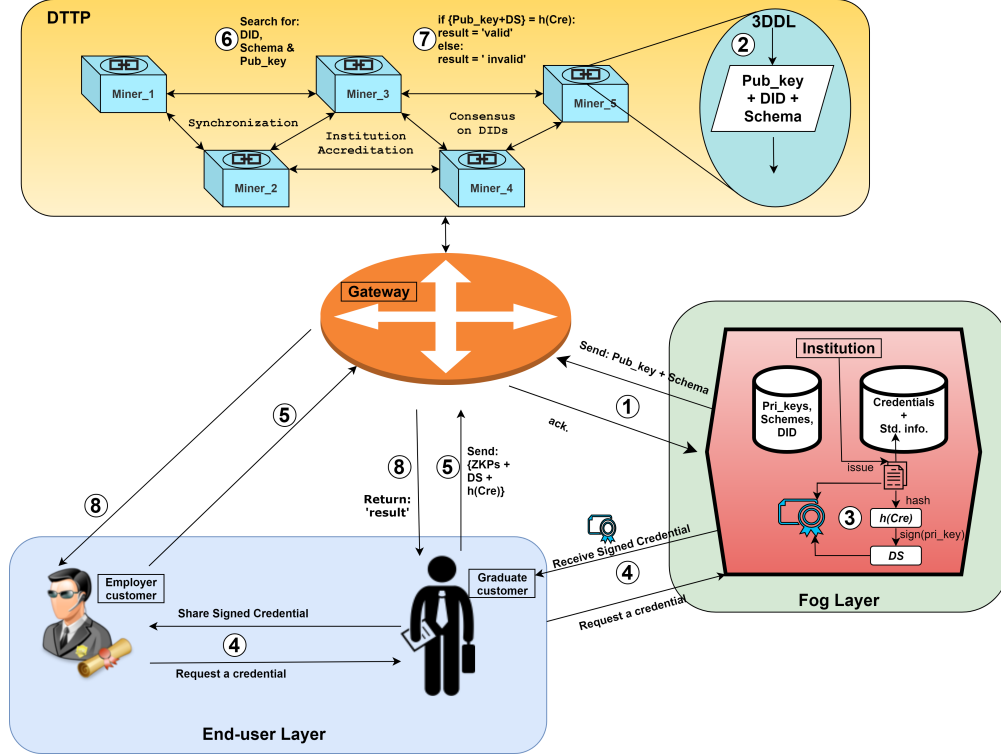 DTTP
6
Search for:
DID,
Schema &
Pub_key
7
if {Pub_key+DS} = h(Cre):
result = 'valid'
else:
result = ' invalid'
3DDL
2
Pub_key
+ DID +
Schema
Miner_1
Miner_3
Miner_5
Synchronization
Institution
Accreditation
Consensus
on DIDs
Miner_2
Miner_4
Gateway
Send: Pub_key + Schema
1
ack.
Institution
Pri_keys,
Schemes,
DID
Credentials
+
Std. info.
issue
hash
3
h(Cre)
sign(pri_key)
DS
Fog Layer
5
8
8
Return:
'result'
5
Send:
{ZKPs +
DS +
h(Cre)}
Receive Signed Credential
4
Request a credential
Employer
customer
Graduate
customer
Share Signed Credential
4
Request a credential
End-user Layer